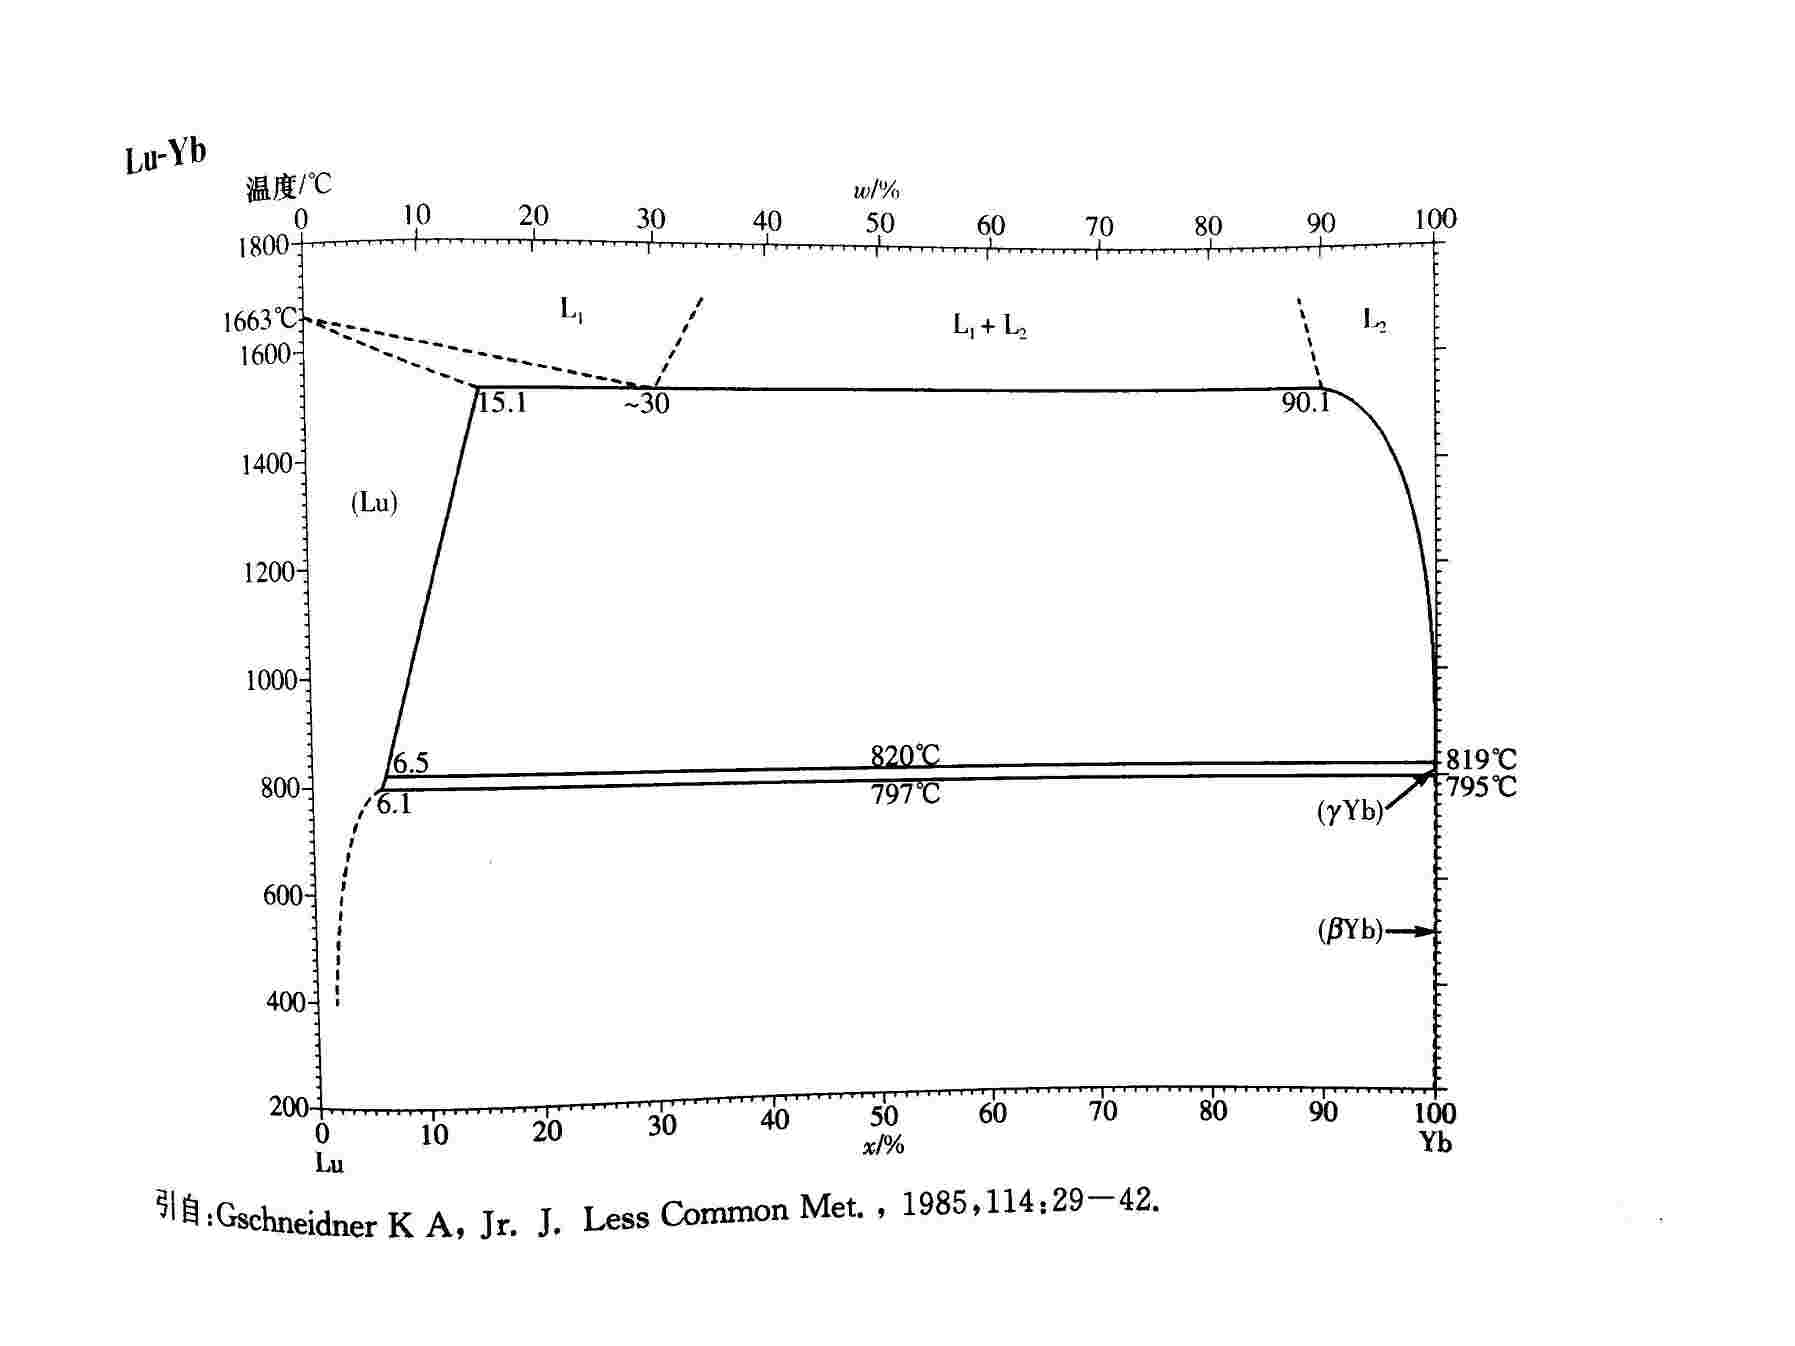 Lu-Yb
温度/℃
w/%
0 10 20 30 40 50 60 70 80 90 100
1800
L₁
L₁ + L₂
L₂
1663℃
1600
15.1
~30
90.1
1400
(Lu)
1200
1000
6.5
820℃
819℃
800
6.1
797℃
795℃
(γYb)
600
(βYb)
400
200
0 10 20 30 40 50 60 70 80 90 100
Lu
x/%
Yb
引自:Gschneidner K A, Jr. J. Less Common Met., 1985,114:29—42.